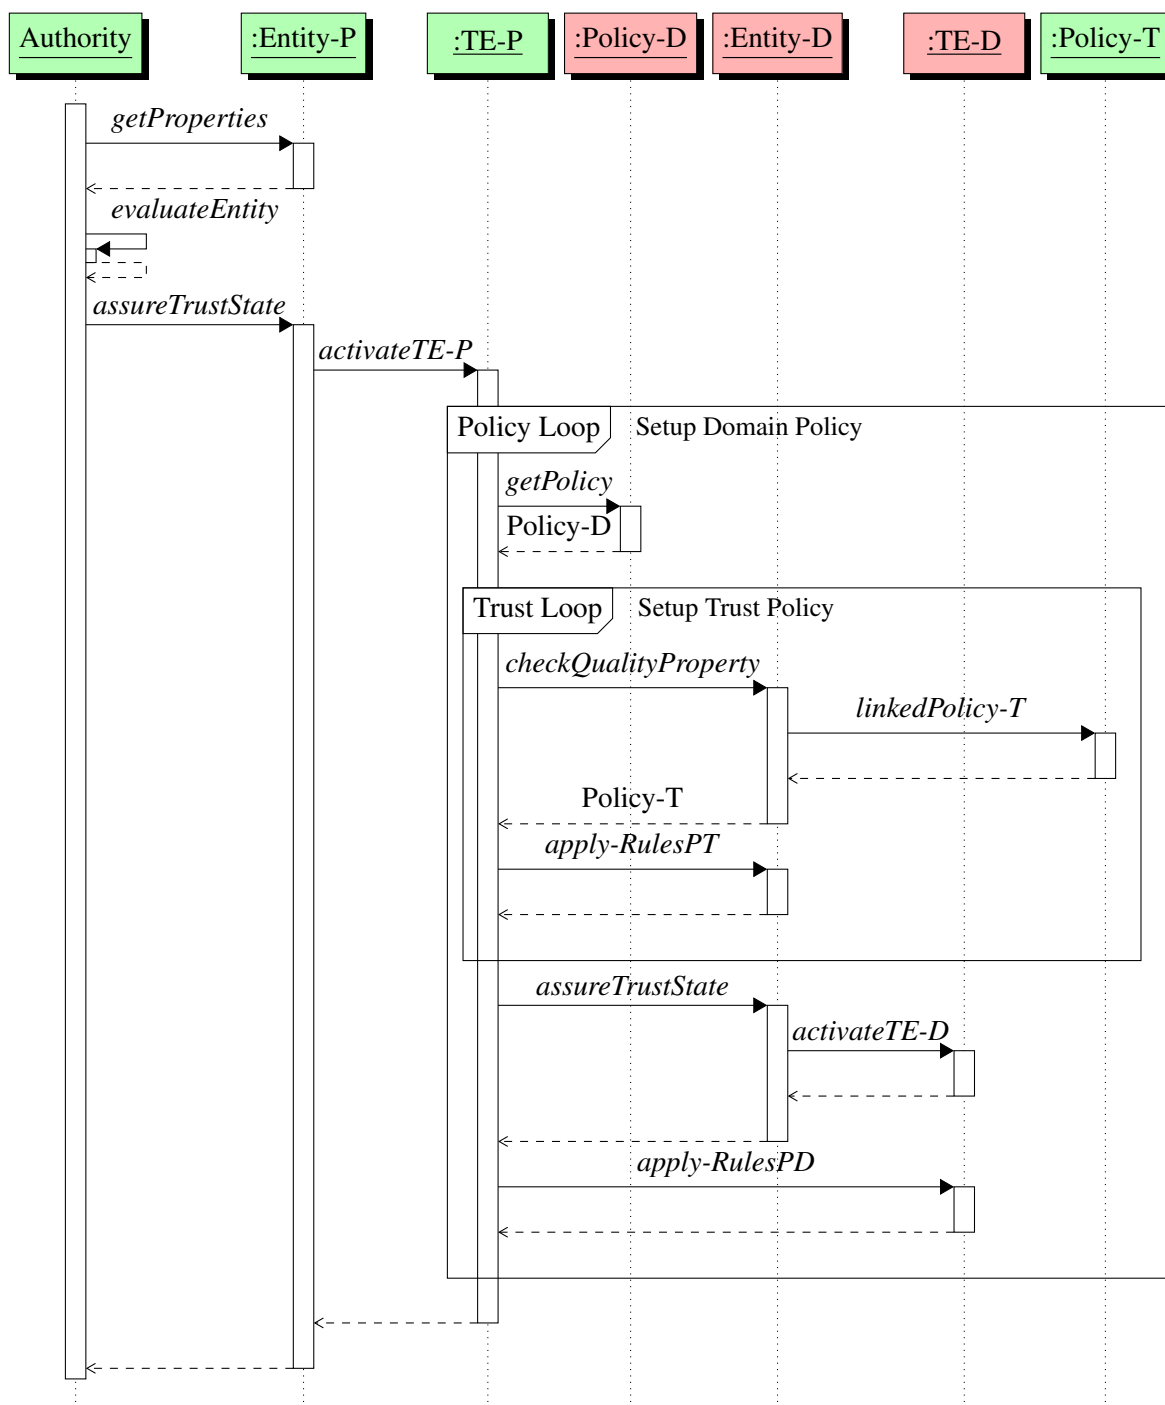 Authority
:Entity-P
:TE-P
:Policy-D
:Entity-D
:TE-D
:Policy-T
getProperties
evaluateEntity
assureTrustState
activateTE-P
Policy Loop
Setup Domain Policy
getPolicy
Policy-D
Trust Loop
Setup Trust Policy
checkQualityProperty
linkedPolicy-T
Policy-T
apply-RulesPT
assureTrustState
activateTE-D
apply-RulesPD